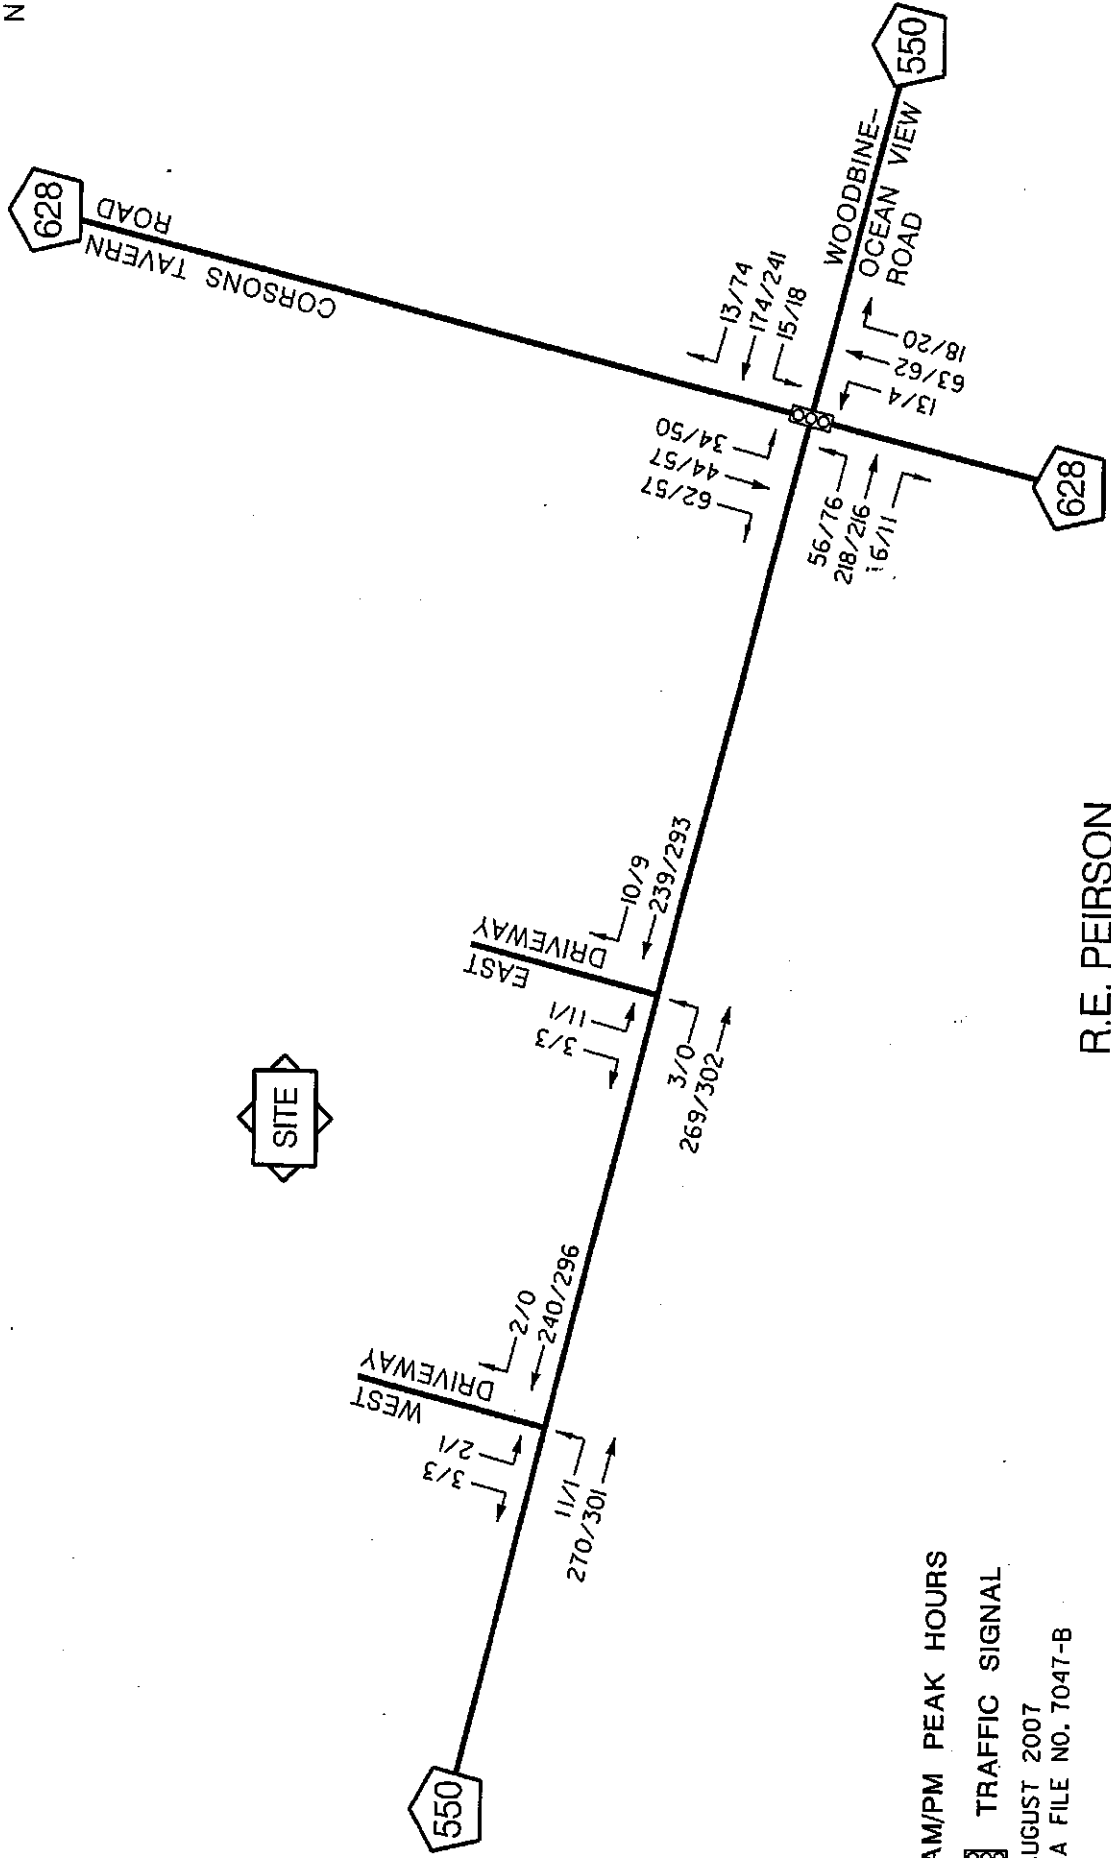 N
628
CORSONS TAVERN
ROAD
550
WOODBINE-
OCEAN VIEW
ROAD
13/74
174/241
15/18
34/50
44/57
62/57
18/20
63/62
13/4
56/76
218/216
16/11
628
EAST
DRIVEWAY
10/9
239/293
11/1
3/3
3/0
269/302
SITE
WEST
DRIVEWAY
2/0
240/296
2/1
3/3
11/1
270/301
550
R.E. PEIRSON
AM/PM PEAK HOURS
TRAFFIC SIGNAL
UGUST 2007
A FILE NO. 7047-B